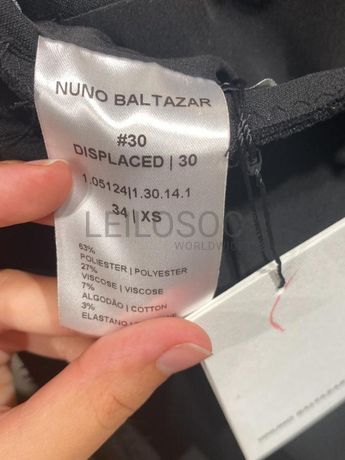 NUNO BALTAZAR
#30
DISPLACED | 30
1.05124|1.30.14.1
34 | XS
LEILOSOC
WORLDWIDE
63%
POLIESTER | POLYESTER
27%
VISCOSE | VISCOSE
7%
ALGODÃO | COTTON
3%
ELASTANO |